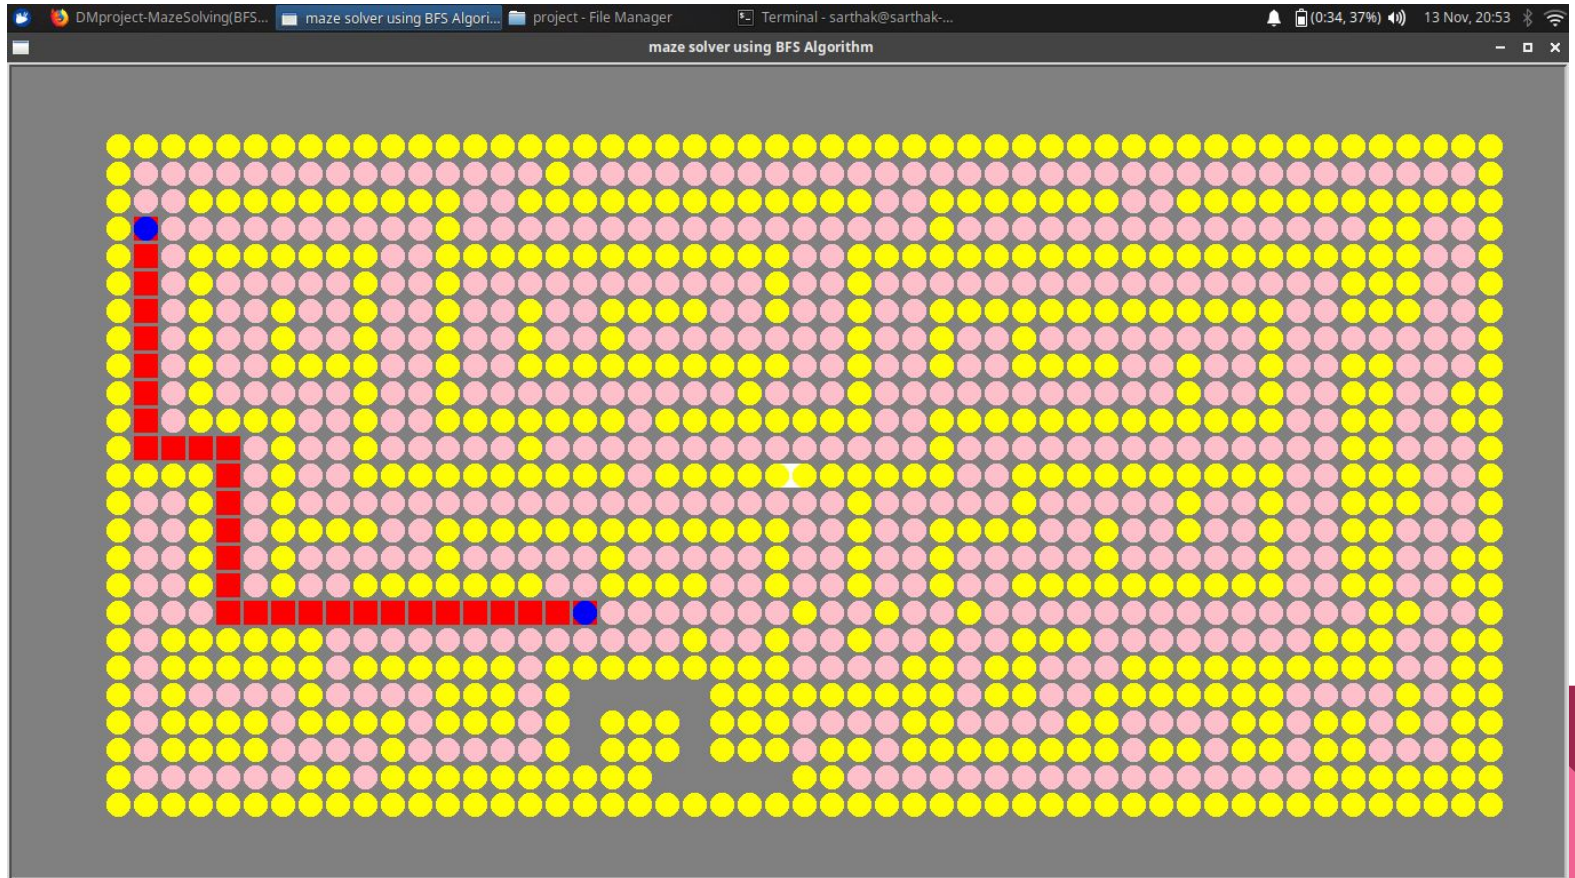 DMproject-MazeSolving(BFS... maze solver using BFS Algori... project - File Manager Terminal - sarthak@sarthak-... (0:34, 37%) 13 Nov, 20:53
maze solver using BFS Algorithm